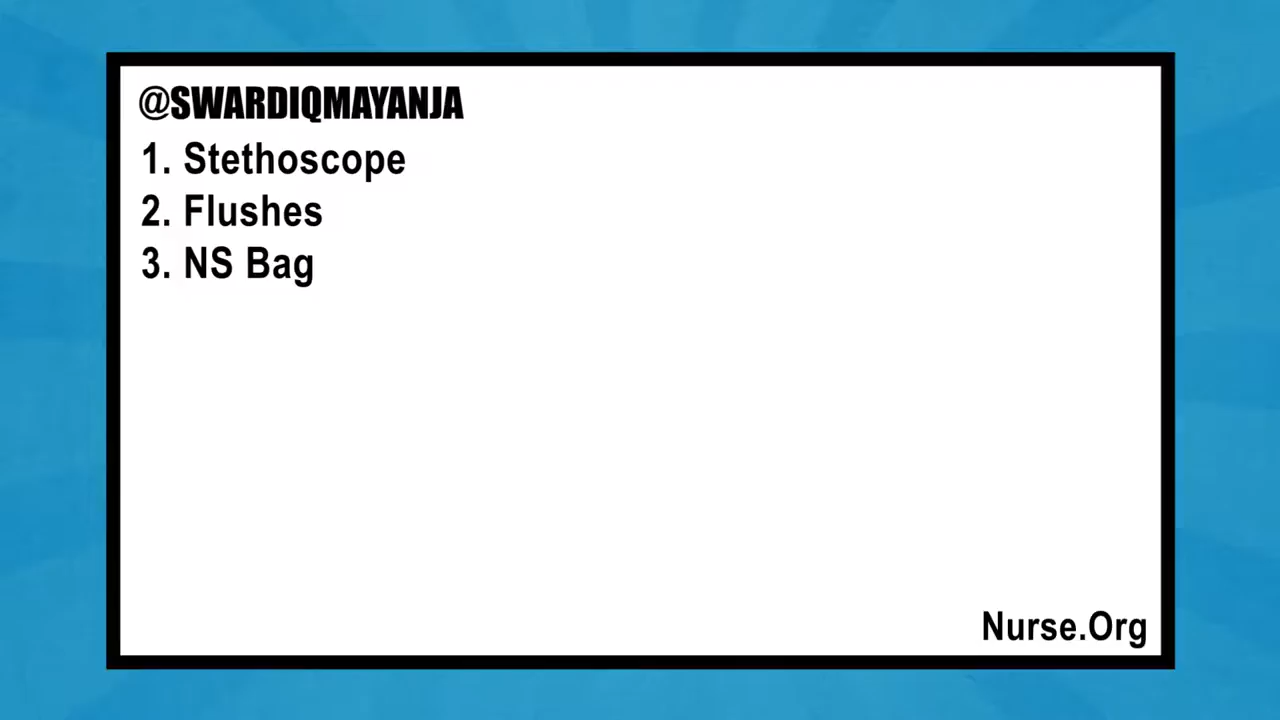 @SWARDIQMAYANJA
1. Stethoscope
2. Flushes
3. NS Bag
Nurse.Org